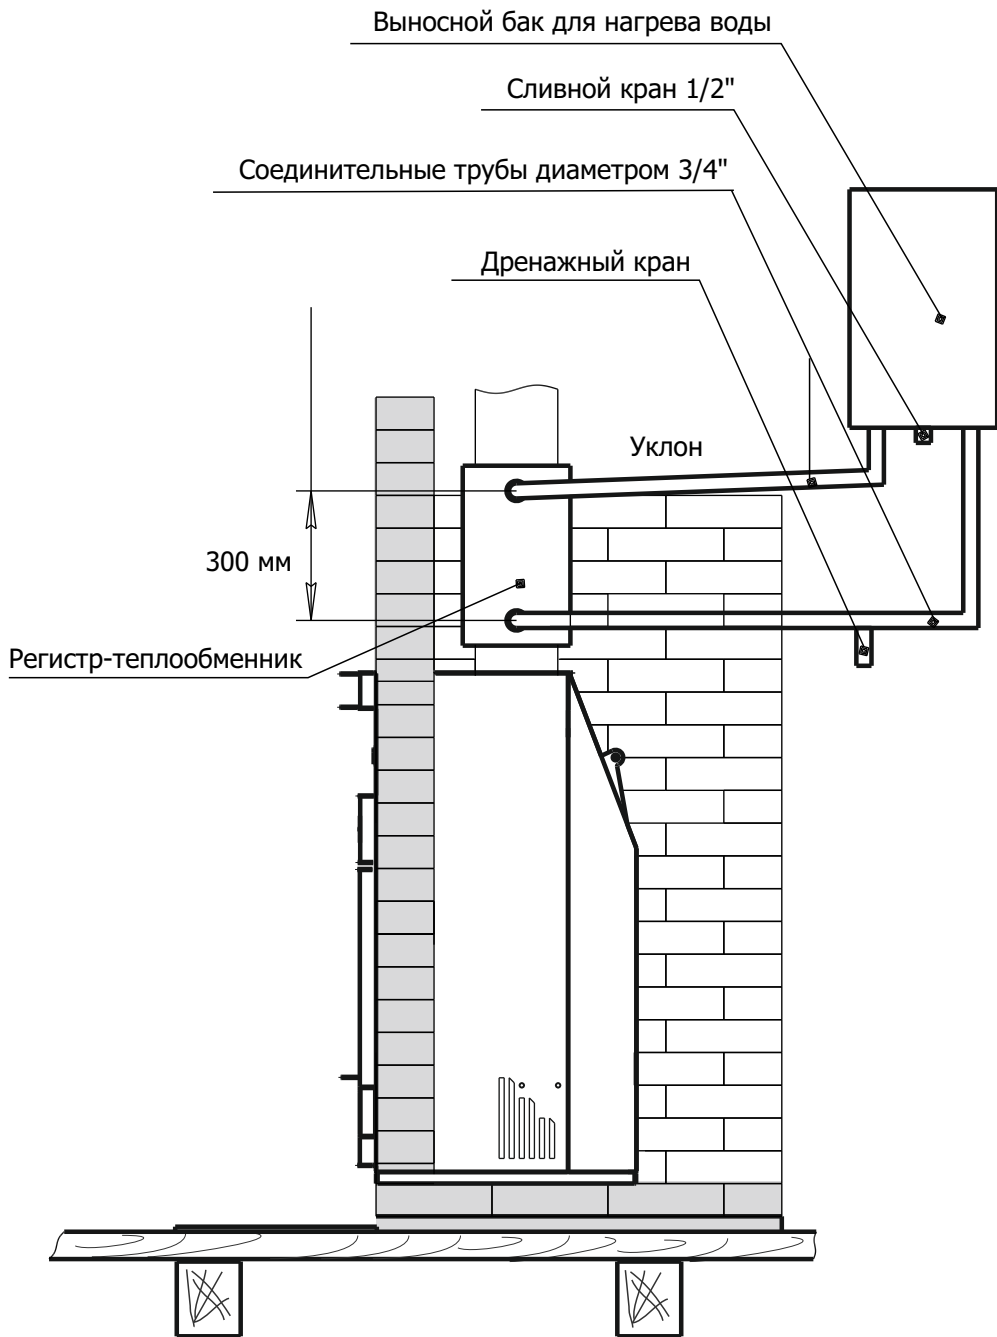 Выносной бак для нагрева воды
Сливной кран 1/2"
Соединительные трубы диаметром 3/4"
Дренажный кран
Уклон
300 мм
Регистр-теплообменник